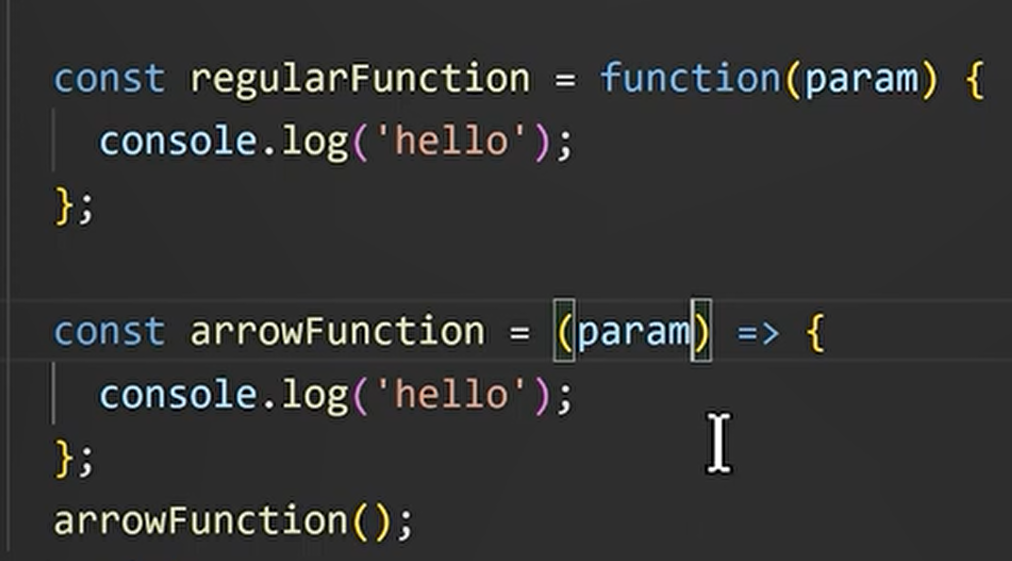 const regularFunction = function(param) {
  console.log('hello');
};
const arrowFunction = (param) => {
  console.log('hello');
};
arrowFunction();